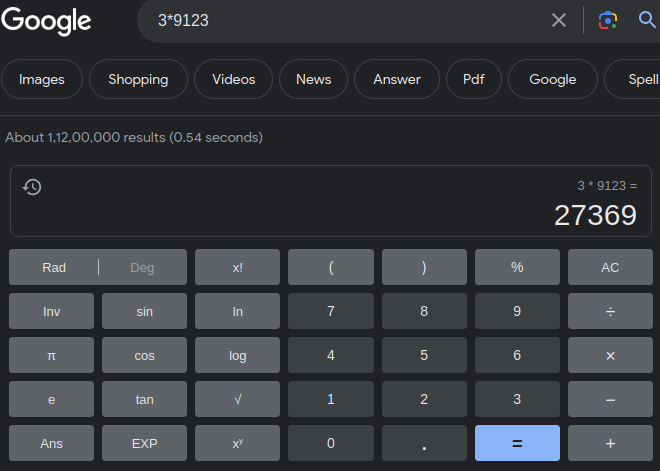 Google 3*9123
Images Shopping Videos News Answer Pdf Google Spell
About 1,12,00,000 results (0.54 seconds)
3 * 9123 =
27369
Rad | Deg x! ( ) % AC
Inv sin ln 7 8 9 ÷
π cos log 4 5 6 ×
e tan √ 1 2 3 −
Ans EXP xʸ 0 . = +